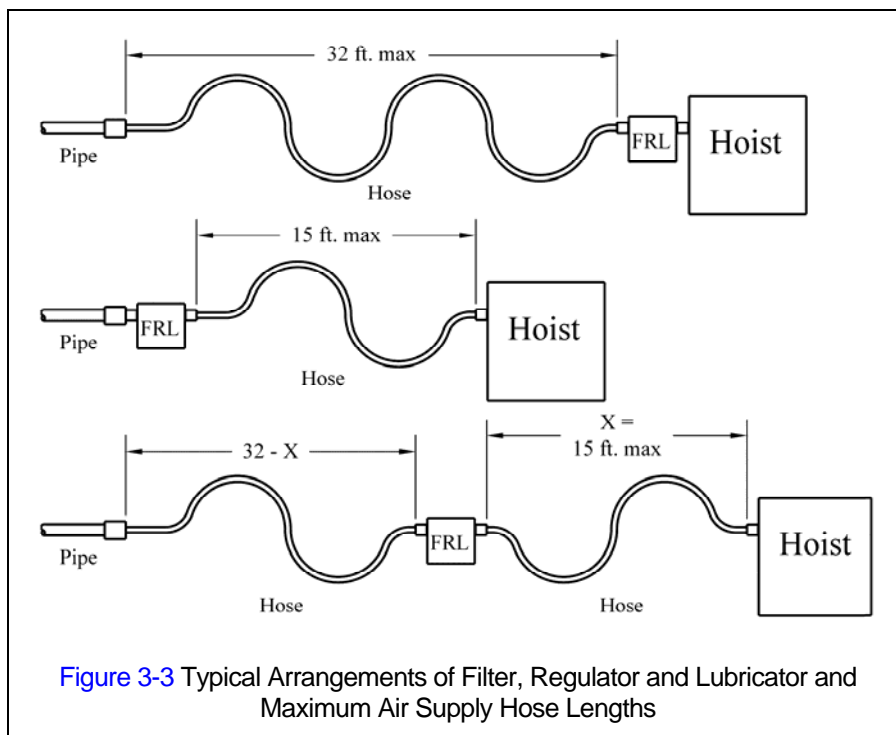 32 ft. max
Pipe
Hose
FRL
Hoist
15 ft. max
Pipe
FRL
Hose
Hoist
32 - X
X =
15 ft. max
Pipe
Hose
FRL
Hose
Hoist
Figure 3-3 Typical Arrangements of Filter, Regulator and Lubricator and
Maximum Air Supply Hose Lengths